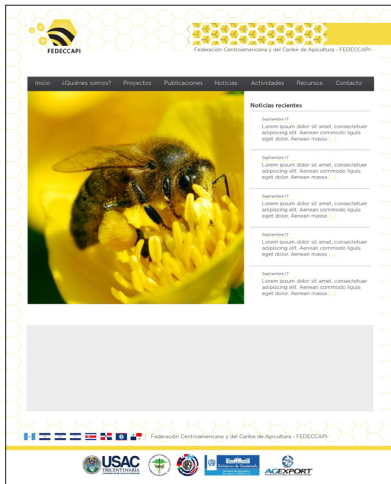 FEDECCAPI
Federación Centroamericana y del Caribe de Apicultura - FEDECCAPI-
Inicio ¿Quiénes somos? Proyectos Publicaciones Noticias Actividades Recursos Contacto
Noticias recientes
Septiembre 17
Lorem ipsum dolor sit amet, consectetuer
adipiscing elit. Aenean commodo ligula
eget dolor. Aenean massa [...]
Septiembre 17
Lorem ipsum dolor sit amet, consectetuer
adipiscing elit. Aenean commodo ligula
eget dolor. Aenean massa [...]
Septiembre 17
Lorem ipsum dolor sit amet, consectetuer
adipiscing elit. Aenean commodo ligula
eget dolor. Aenean massa [...]
Septiembre 17
Lorem ipsum dolor sit amet, consectetuer
adipiscing elit. Aenean commodo ligula
eget dolor. Aenean massa [...]
Septiembre 17
Lorem ipsum dolor sit amet, consectetuer
adipiscing elit. Aenean commodo ligula
eget dolor. Aenean massa [...]
Federación Centroamericana y del Caribe de Apicultura - FEDECCAPI-
USAC
TRICENTENARIA
Gobierno de Guatemala
AGEXPORT